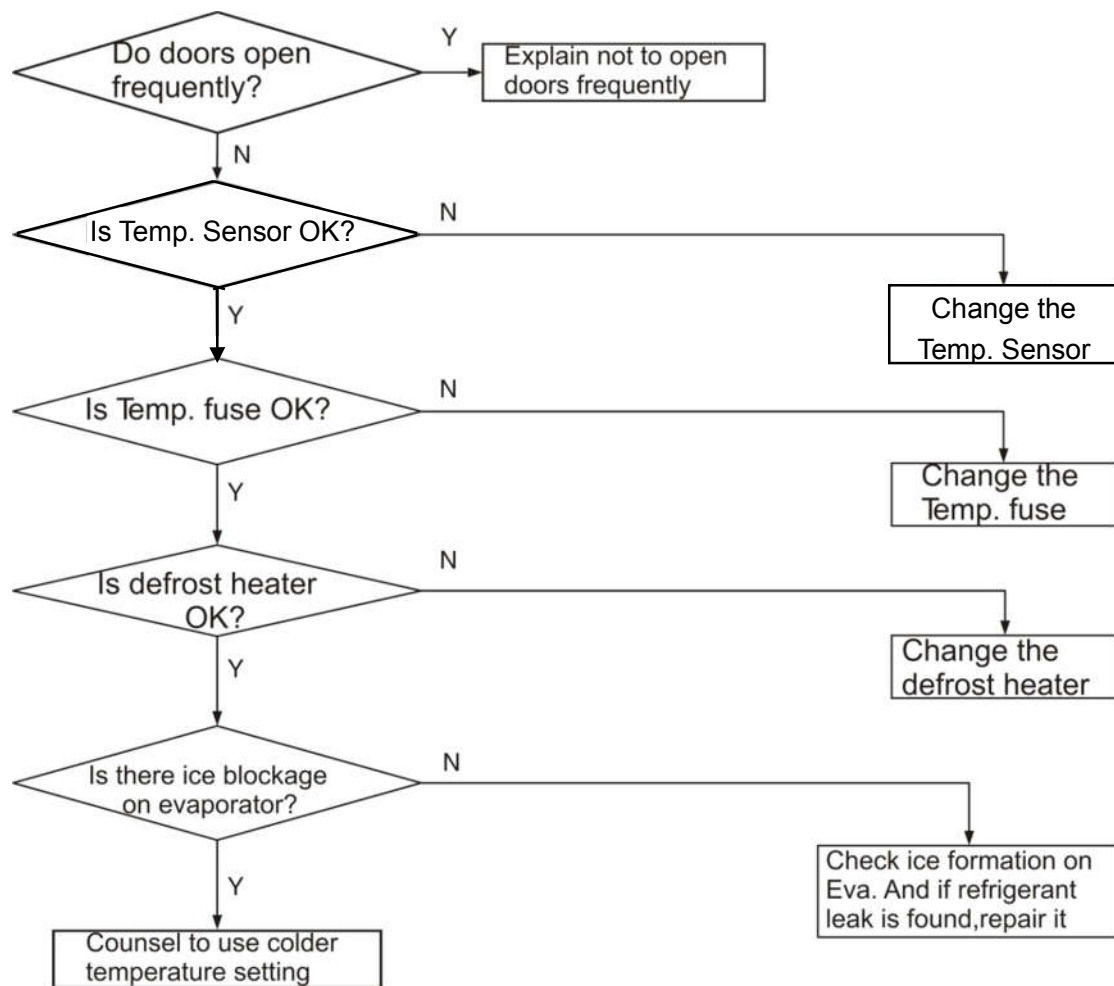 Do doors open
frequently?
Y
Explain not to open
doors frequently
N
Is Temp. Sensor OK?
N
Y
Change the
Temp. Sensor
Is Temp. fuse OK?
N
Y
Change the
Temp. fuse
Is defrost heater
OK?
N
Y
Change the
defrost heater
Is there ice blockage
on evaporator?
N
Y
Check ice formation on
Eva. And if refrigerant
leak is found,repair it
Counsel to use colder
temperature setting